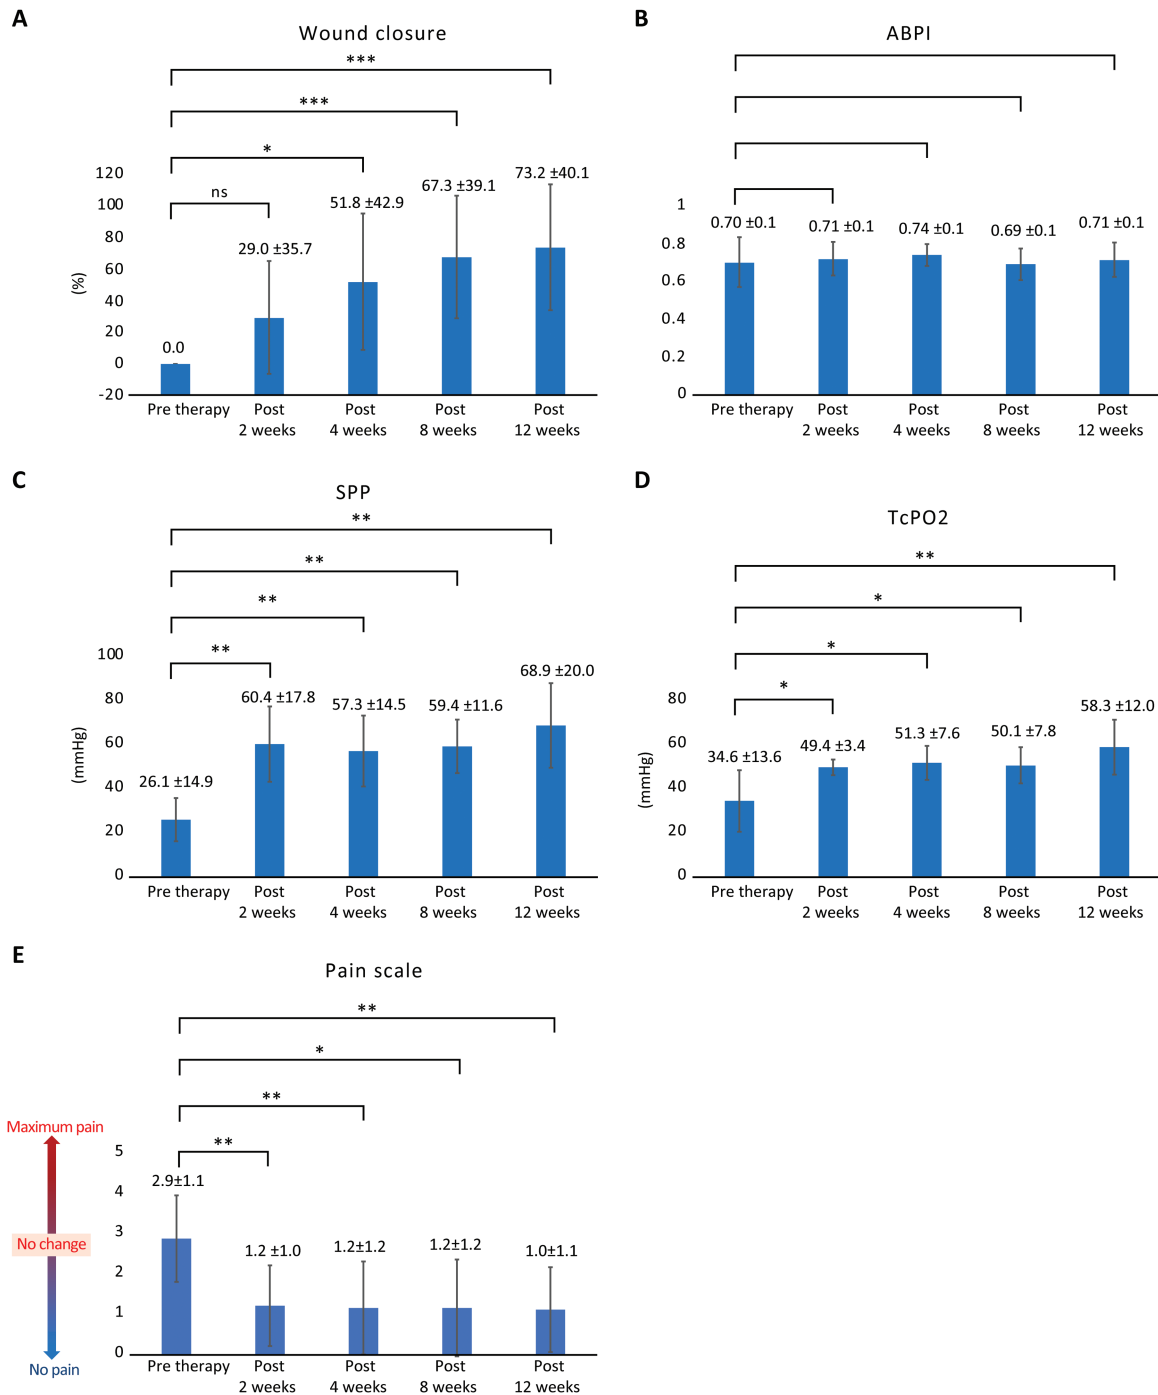 A
Wound closure
***
***
*
ns
120
100
80
60
40
20
0
-20
(%)
0.0
29.0 ±35.7
51.8 ±42.9
67.3 ±39.1
73.2 ±40.1
Pre therapy
Post
2 weeks
Post
4 weeks
Post
8 weeks
Post
12 weeks
B
ABPI
1
0.8
0.6
0.4
0.2
0
0.70 ±0.1
0.71 ±0.1
0.74 ±0.1
0.69 ±0.1
0.71 ±0.1
Pre therapy
Post
2 weeks
Post
4 weeks
Post
8 weeks
Post
12 weeks
C
SPP
**
**
**
**
100
80
60
40
20
0
(mmHg)
26.1 ±14.9
60.4 ±17.8
57.3 ±14.5
59.4 ±11.6
68.9 ±20.0
Pre therapy
Post
2 weeks
Post
4 weeks
Post
8 weeks
Post
12 weeks
D
TcPO2
**
*
*
*
80
60
40
20
0
(mmHg)
34.6 ±13.6
49.4 ±3.4
51.3 ±7.6
50.1 ±7.8
58.3 ±12.0
Pre therapy
Post
2 weeks
Post
4 weeks
Post
8 weeks
Post
12 weeks
E
Pain scale
**
*
**
**
Maximum pain
No change
No pain
5
4
3
2
1
0
2.9±1.1
1.2 ±1.0
1.2±1.2
1.2±1.2
1.0±1.1
Pre therapy
Post
2 weeks
Post
4 weeks
Post
8 weeks
Post
12 weeks